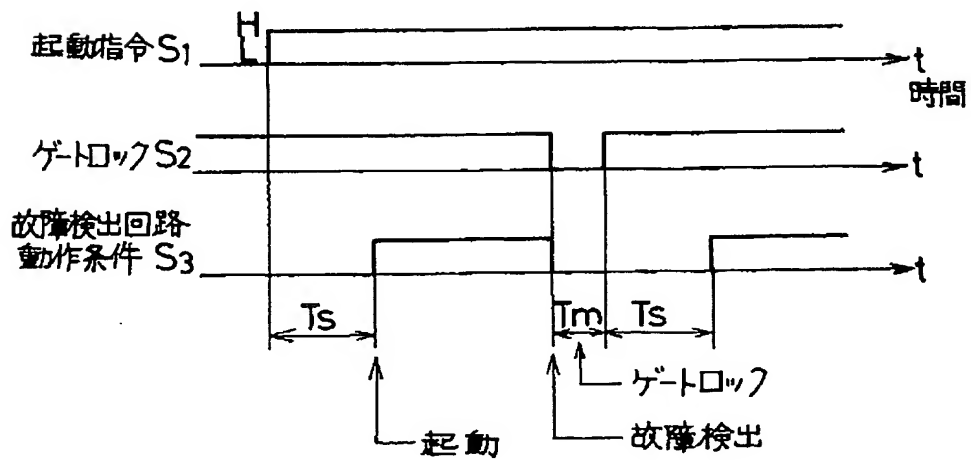 H
起動指令 S1
L
t
時間
ゲートロック S2
t
故障検出回路
動作条件 S3
t
Ts
Tm
Ts
ゲートロック
起動
故障検出